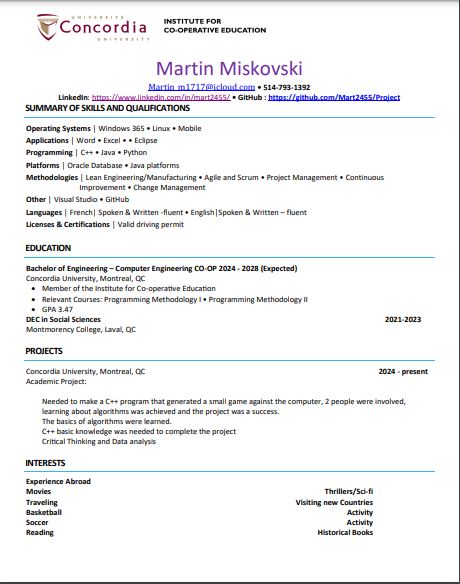 UNIVERSITÉ
Concordia
UNIVERSITY
INSTITUTE FOR
CO-OPERATIVE EDUCATION
Martin Miskovski
Martin_m1717@icloud.com • 514-793-1392
LinkedIn: https://www.linkedin.com/in/mart2455/ • GitHub : https://github.com/Mart2455/Project
SUMMARY OF SKILLS AND QUALIFICATIONS
Operating Systems | Windows 365 • Linux • Mobile
Applications | Word • Excel • • Eclipse
Programming | C++ • Java • Python
Platforms | Oracle Database • Java platforms
Methodologies | Lean Engineering/Manufacturing • Agile and Scrum • Project Management • Continuous
Improvement • Change Management
Other | Visual Studio • GitHub
Languages | French| Spoken & Written -fluent • English|Spoken & Written – fluent
Licenses & Certifications | Valid driving permit
EDUCATION
Bachelor of Engineering – Computer Engineering CO-OP 2024 - 2028 (Expected)
Concordia University, Montreal, QC
• Member of the Institute for Co-operative Education
• Relevant Courses: Programming Methodology I • Programming Methodology II
• GPA 3.47
DEC in Social Sciences 2021-2023
Montmorency College, Laval, QC
PROJECTS
Concordia University, Montreal, QC 2024 - present
Academic Project:
Needed to make a C++ program that generated a small game against the computer, 2 people were involved,
learning about algorithms was achieved and the project was a success.
The basics of algorithms were learned.
C++ basic knowledge was needed to complete the project
Critical Thinking and Data analysis
INTERESTS
Experience Abroad
Movies Thrillers/Sci-fi
Traveling Visiting new Countries
Basketball Activity
Soccer Activity
Reading Historical Books